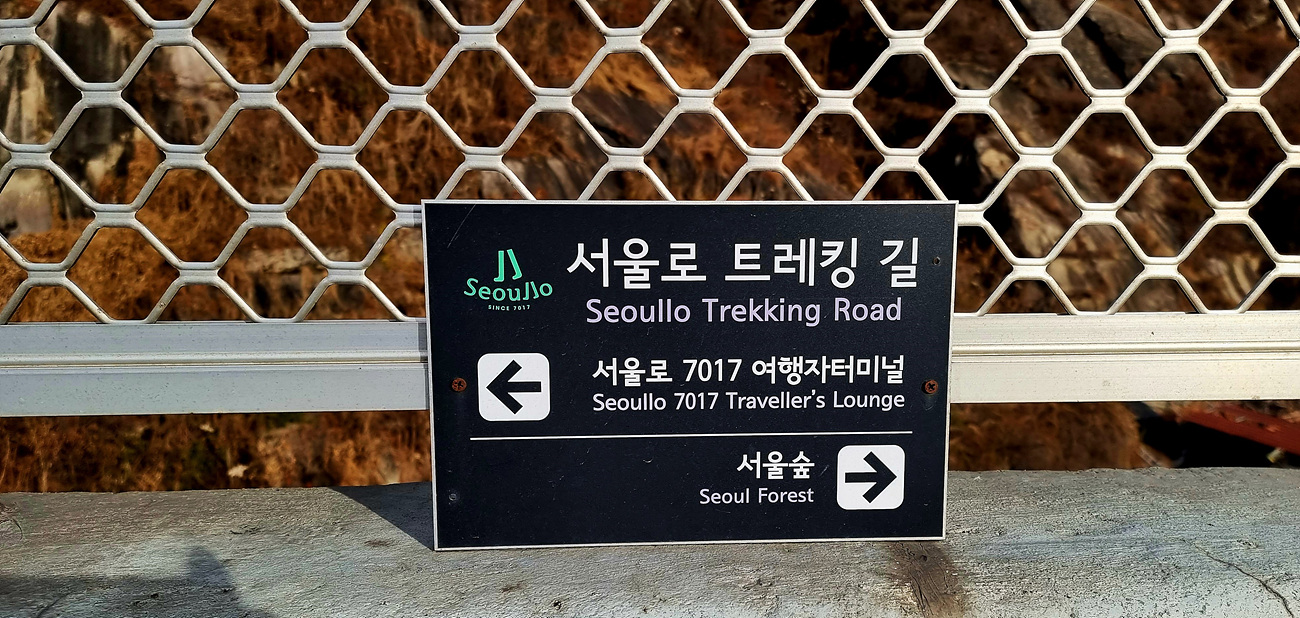 Seoullo
SINCE 7017
서울로 트레킹 길
Seoullo Trekking Road
서울로 7017 여행자터미널
Seoullo 7017 Traveller's Lounge
서울숲
Seoul Forest